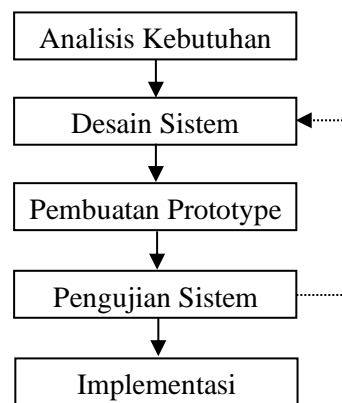 Analisis Kebutuhan
Desain Sistem
Pembuatan Prototype
Pengujian Sistem
Implementasi